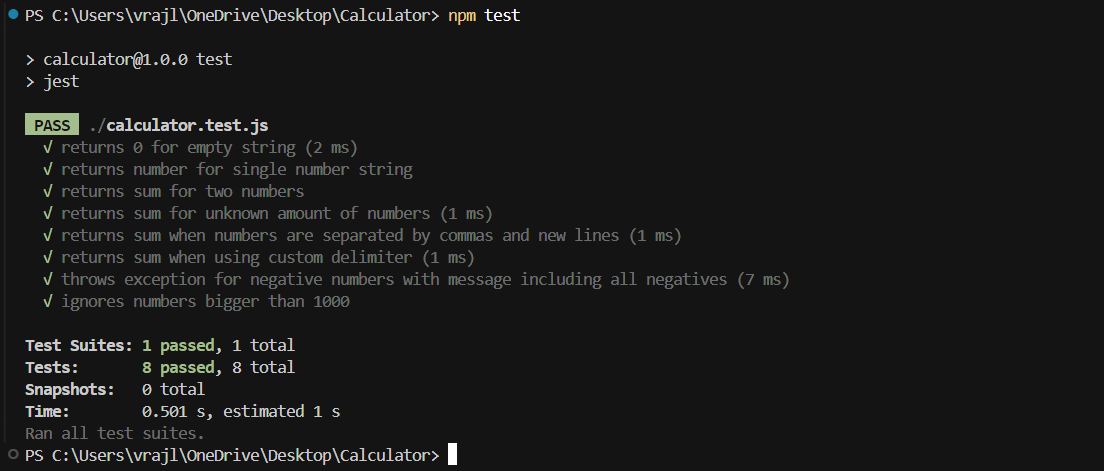 PS C:\Users\vrajl\OneDrive\Desktop\Calculator> npm test
> calculator@1.0.0 test
> jest
PASS ./calculator.test.js
√ returns 0 for empty string (2 ms)
√ returns number for single number string
√ returns sum for two numbers
√ returns sum for unknown amount of numbers (1 ms)
√ returns sum when numbers are separated by commas and new lines (1 ms)
√ returns sum when using custom delimiter (1 ms)
√ throws exception for negative numbers with message including all negatives (7 ms)
√ ignores numbers bigger than 1000
Test Suites: 1 passed, 1 total
Tests: 8 passed, 8 total
Snapshots: 0 total
Time: 0.501 s, estimated 1 s
Ran all test suites.
PS C:\Users\vrajl\OneDrive\Desktop\Calculator>